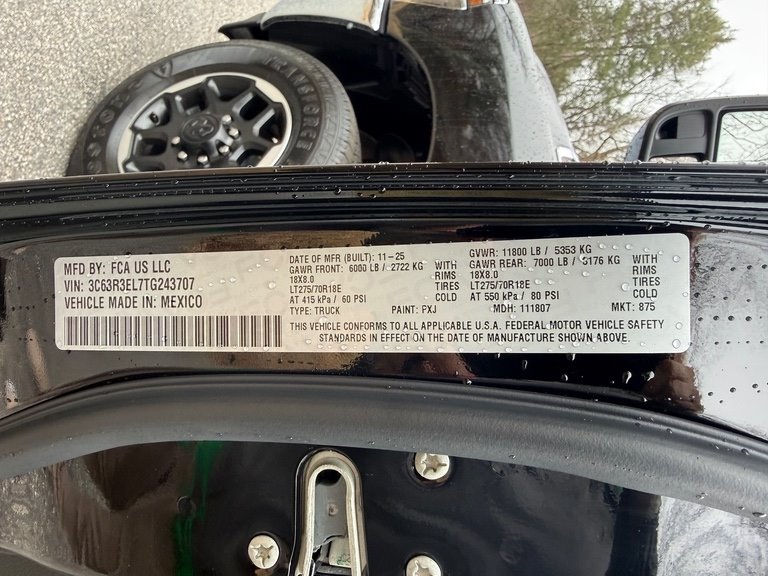 MFD BY: FCA US LLC
VIN: 3C63R3EL7TG243707
VEHICLE MADE IN: MEXICO
DATE OF MFR (BUILT): 11-25
GAWR FRONT: 6000 LB / 2722 KG WITH
18X8.0 RIMS
LT275/70R18E TIRES
AT 415 kPa / 60 PSI COLD
TYPE: TRUCK PAINT: PXJ
GVWR: 11800 LB / 5353 KG
GAWR REAR: 7000 LB / 3176 KG WITH
18X8.0 RIMS
LT275/70R18E TIRES
AT 550 kPa / 80 PSI COLD
MDH: 111807 MKT: 875
THIS VEHICLE CONFORMS TO ALL APPLICABLE U.S.A. FEDERAL MOTOR VEHICLE SAFETY
STANDARDS IN EFFECT ON THE DATE OF MANUFACTURE SHOWN ABOVE.
TRANSFORCE